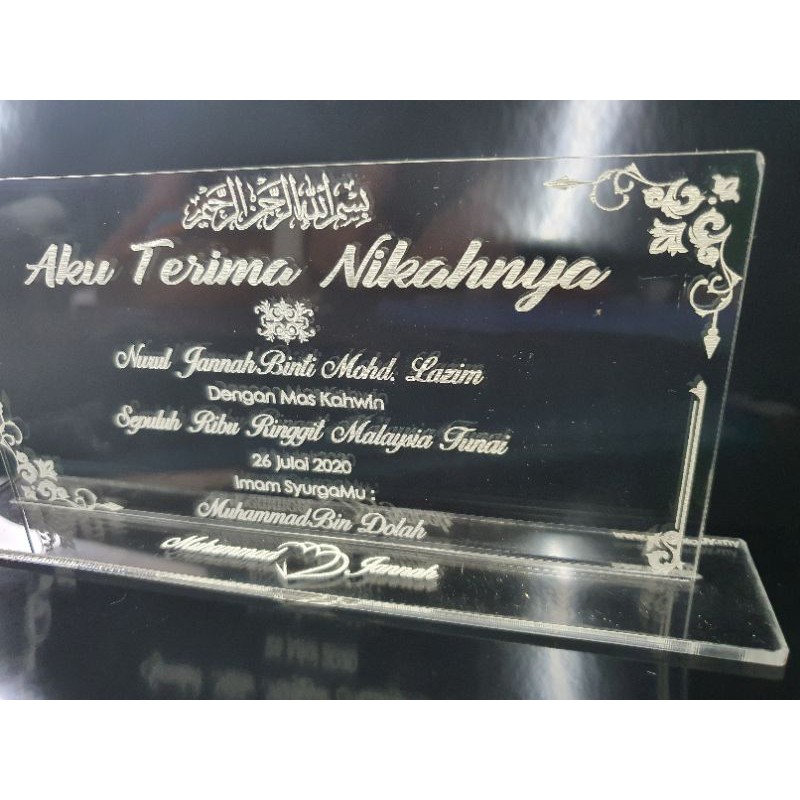 بسم الله الرحمن الرحيم
Aku Terima Nikahnya
Nurul Jannah Binti Mohd. Lazim
Dengan Mas Kahwin
Sepuluh Ribu Ringgit Malaysia Tunai
26 Julai 2020
Imam SyurgaMu :
Muhammad Bin Dolah
Muhammad Jannah